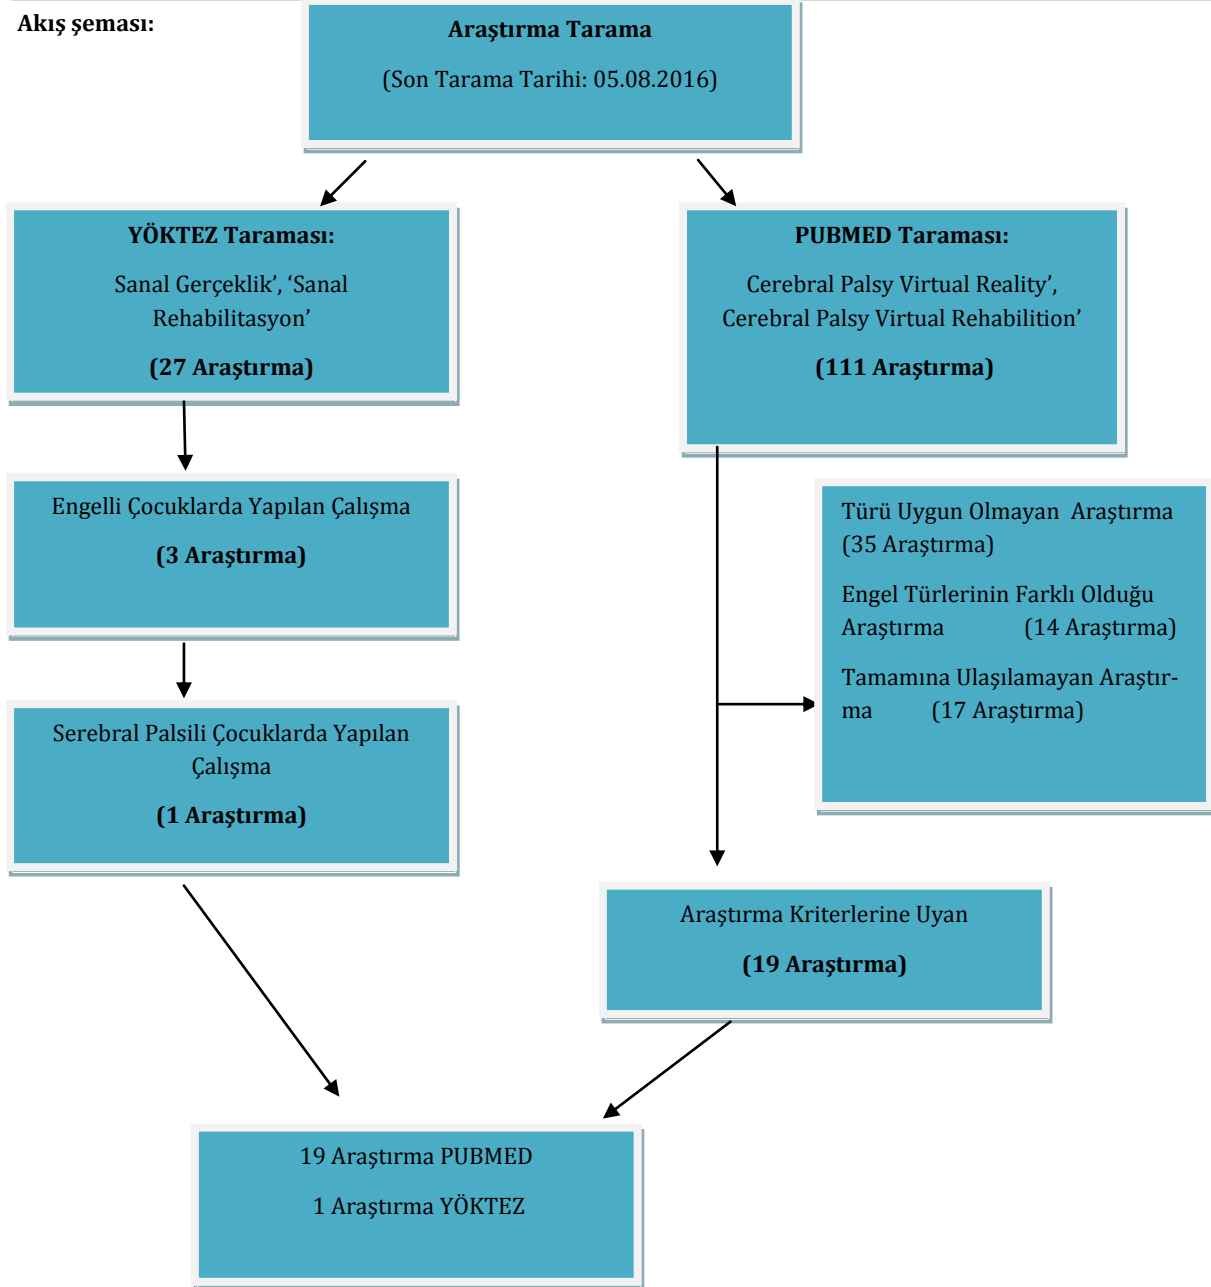 Akış şeması:
Araştırma Tarama
(Son Tarama Tarihi: 05.08.2016)
YÖKTEZ Taraması:
Sanal Gerçeklik’, ‘Sanal
Rehabilitasyon’
(27 Araştırma)
PUBMED Taraması:
Cerebral Palsy Virtual Reality’,
Cerebral Palsy Virtual Rehabilition’
(111 Araştırma)
Engelli Çocuklarda Yapılan Çalışma
(3 Araştırma)
Türü Uygun Olmayan Araştırma
(35 Araştırma)
Engel Türlerinin Farklı Olduğu
Araştırma (14 Araştırma)
Tamamına Ulaşılamayan Araştır-
ma (17 Araştırma)
Serebral Palsili Çocuklarda Yapılan
Çalışma
(1 Araştırma)
Araştırma Kriterlerine Uyan
(19 Araştırma)
19 Araştırma PUBMED
1 Araştırma YÖKTEZ